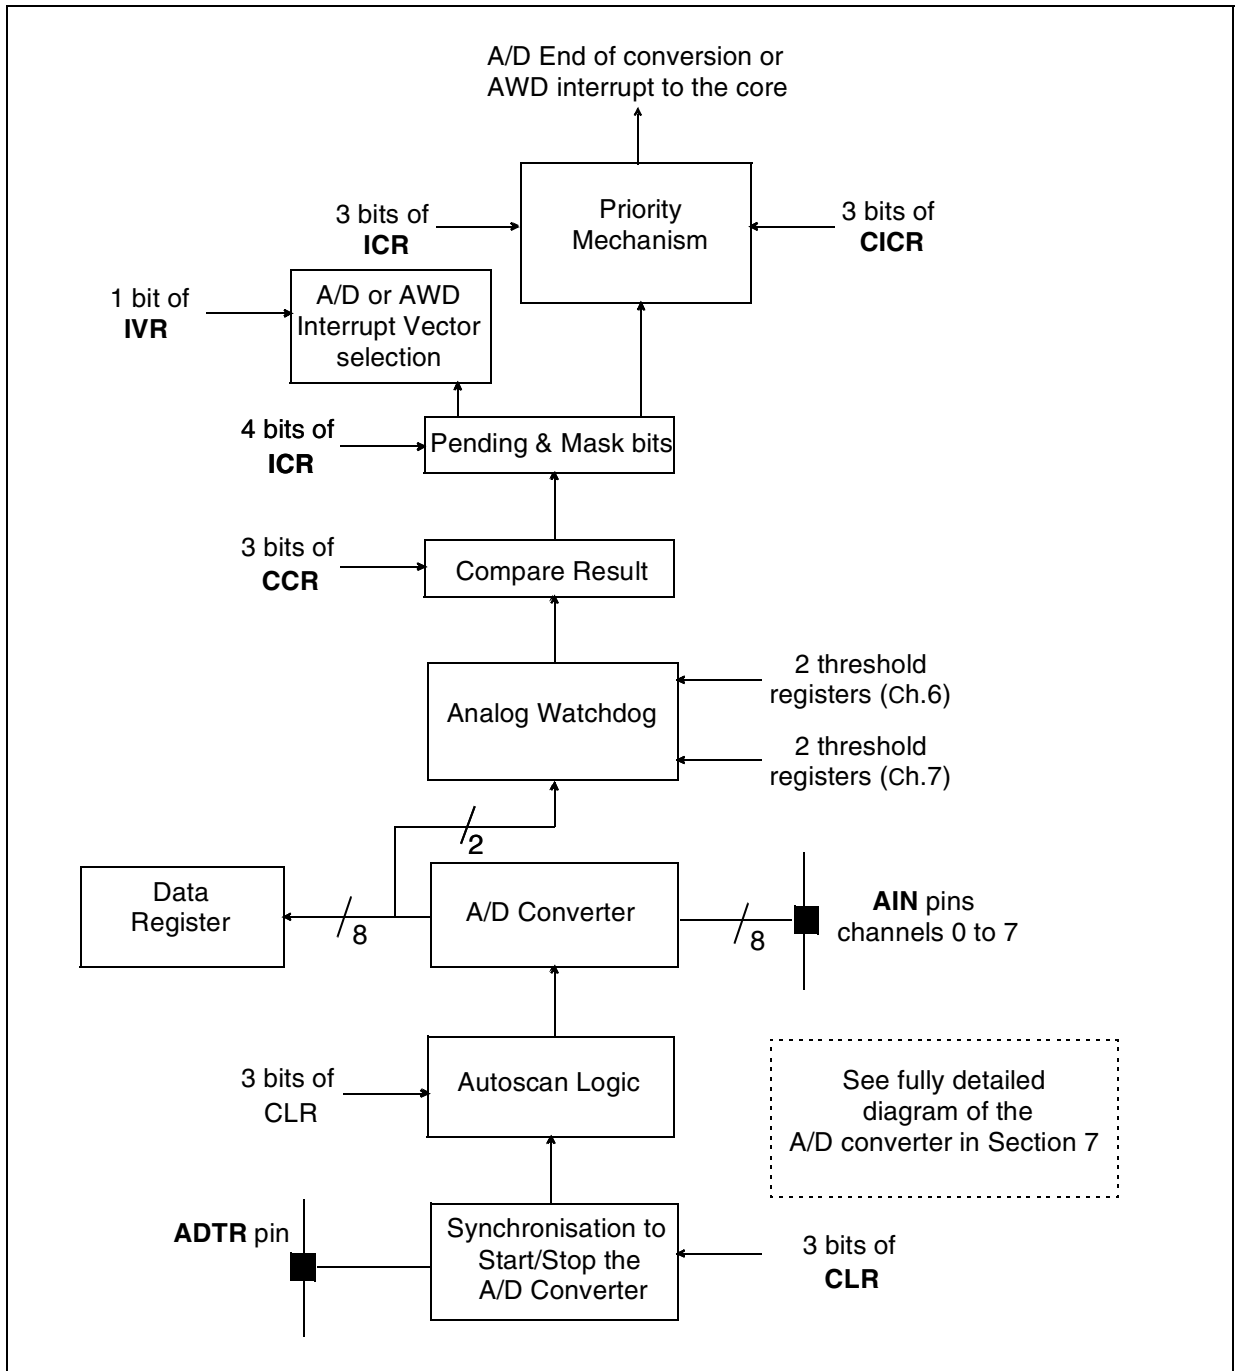 A/D End of conversion or
AWD interrupt to the core
Priority
Mechanism
3 bits of
ICR
3 bits of
CICR
A/D or AWD
Interrupt Vector
selection
1 bit of
IVR
4 bits of
ICR
Pending & Mask bits
3 bits of
CCR
Compare Result
Analog Watchdog
2 threshold
registers (Ch.6)
2 threshold
registers (Ch.7)
2
Data
Register
8
A/D Converter
8
AIN pins
channels 0 to 7
3 bits of
CLR
Autoscan Logic
See fully detailed
diagram of the
A/D converter in Section 7
ADTR pin
Synchronisation to
Start/Stop the
A/D Converter
3 bits of
CLR